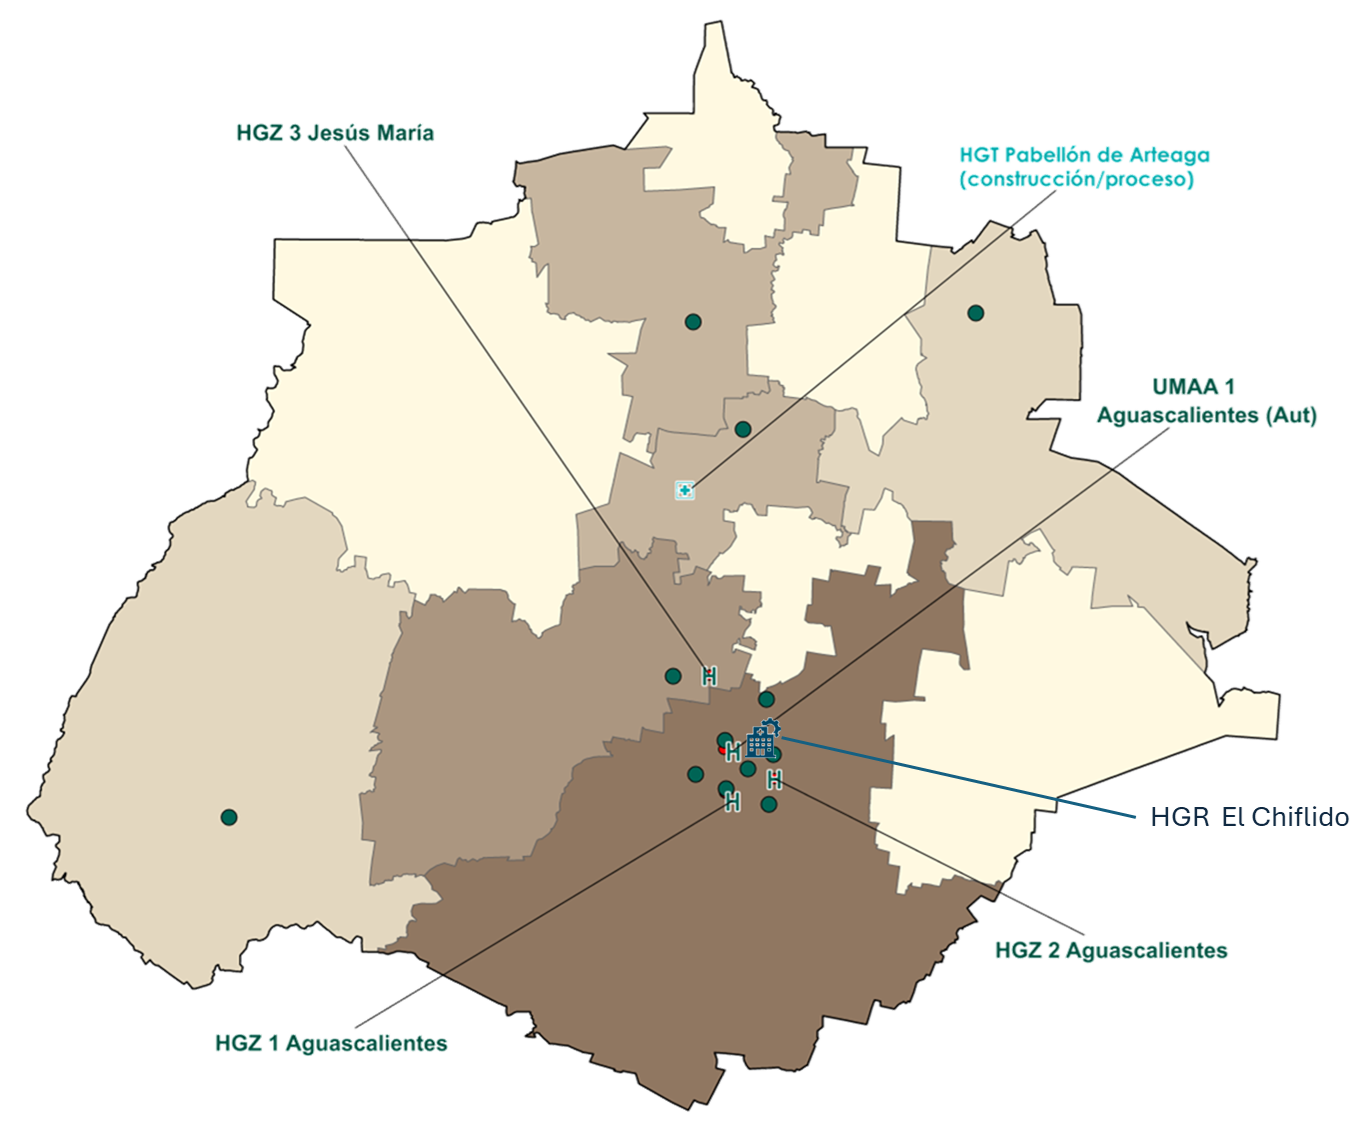 HGZ 3 Jesús María
HGT Pabellón de Arteaga
(construcción/proceso)
UMAA 1
Aguascalientes (Aut)
H
H
H
H
HGR El Chiflido
HGZ 2 Aguascalientes
HGZ 1 Aguascalientes